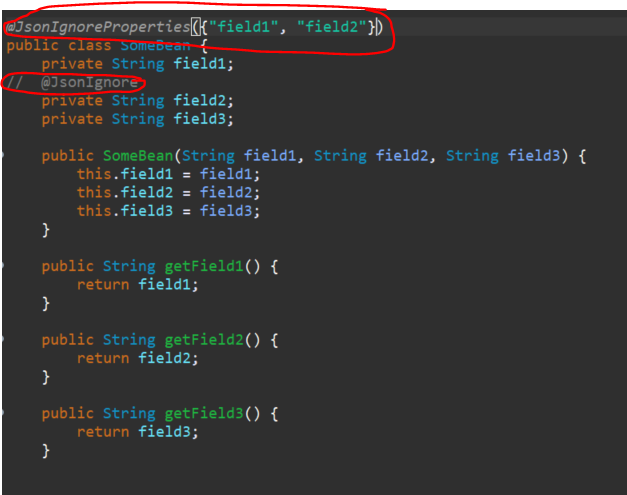 @JsonIgnoreProperties({"field1", "field2"})
public class SomeBean {
    private String field1;
//  @JsonIgnore
    private String field2;
    private String field3;

    public SomeBean(String field1, String field2, String field3) {
        this.field1 = field1;
        this.field2 = field2;
        this.field3 = field3;
    }

    public String getField1() {
        return field1;
    }

    public String getField2() {
        return field2;
    }

    public String getField3() {
        return field3;
    }